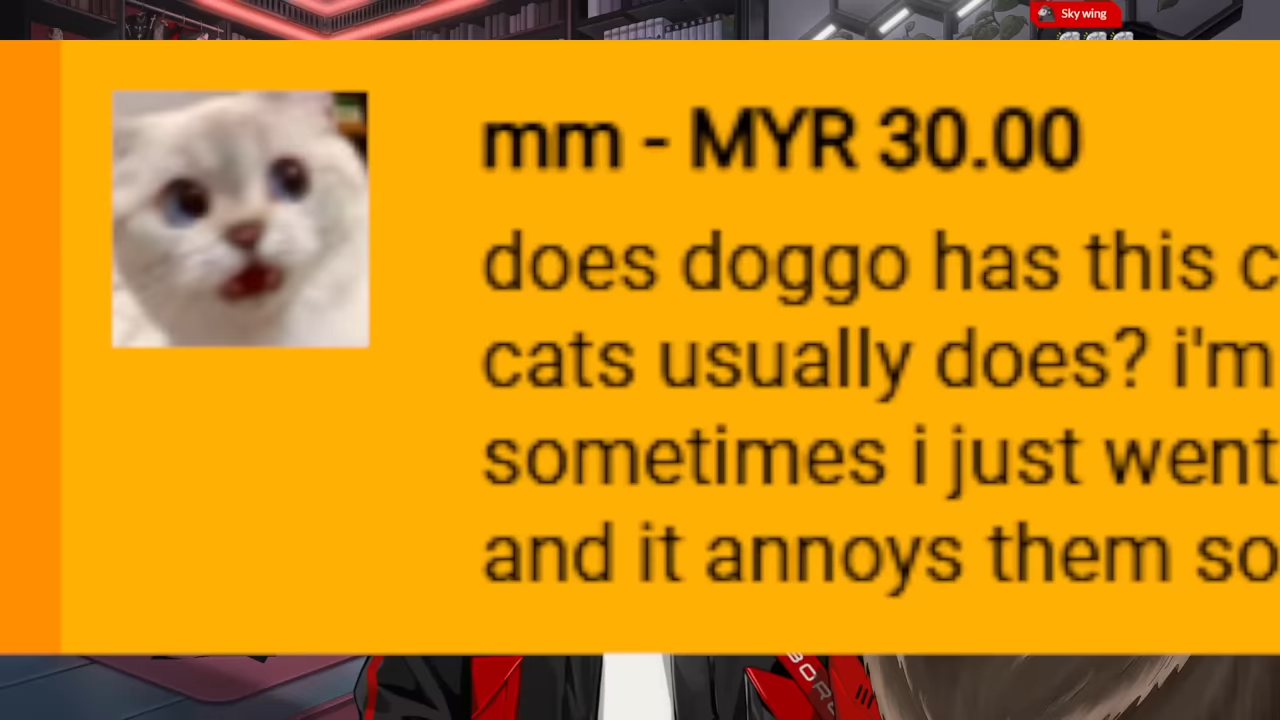 Sky wing
mm - MYR 30.00
does doggo has this
cats usually does? i'm
sometimes i just went
and it annoys them so